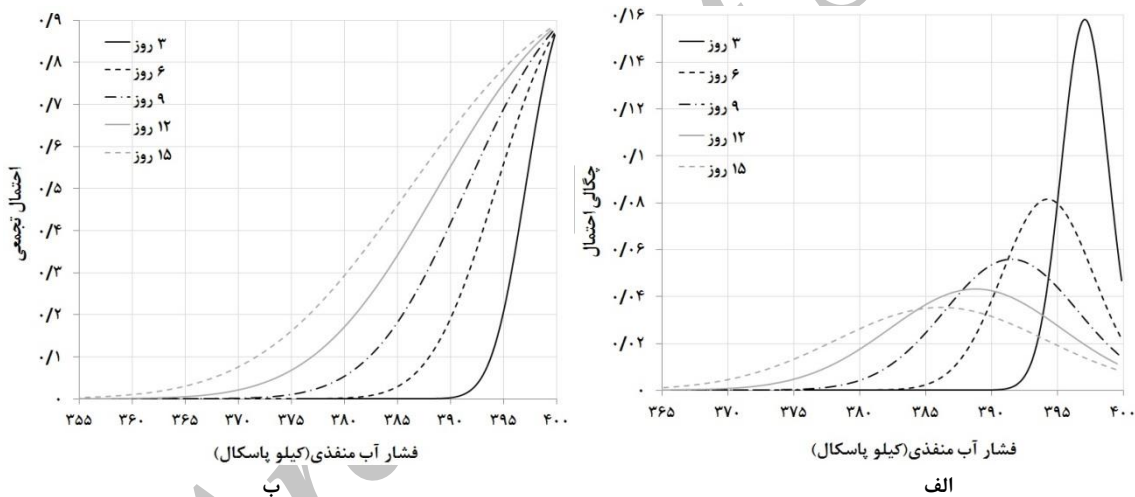 ۰/۱۶
۰/۱۴
۰/۱۲
۰/۱
۰/۰۸
۰/۰۶
۰/۰۴
۰/۰۲
۰
۳ روز
۶ روز
۹ روز
۱۲ روز
۱۵ روز
چگالی احتمال
۳۶۵ ۳۷۰ ۳۷۵ ۳۸۰ ۳۸۵ ۳۹۰ ۳۹۵ ۴۰۰
فشار آب منفذی(کیلو پاسکال)
الف
۰/۹
۰/۸
۰/۷
۰/۶
۰/۵
۰/۴
۰/۳
۰/۲
۰/۱
۰
۳ روز
۶ روز
۹ روز
۱۲ روز
۱۵ روز
احتمال تجمعی
۳۵۵ ۳۶۰ ۳۶۵ ۳۷۰ ۳۷۵ ۳۸۰ ۳۸۵ ۳۹۰ ۳۹۵ ۴۰۰
فشار آب منفذی(کیلو پاسکال)
ب